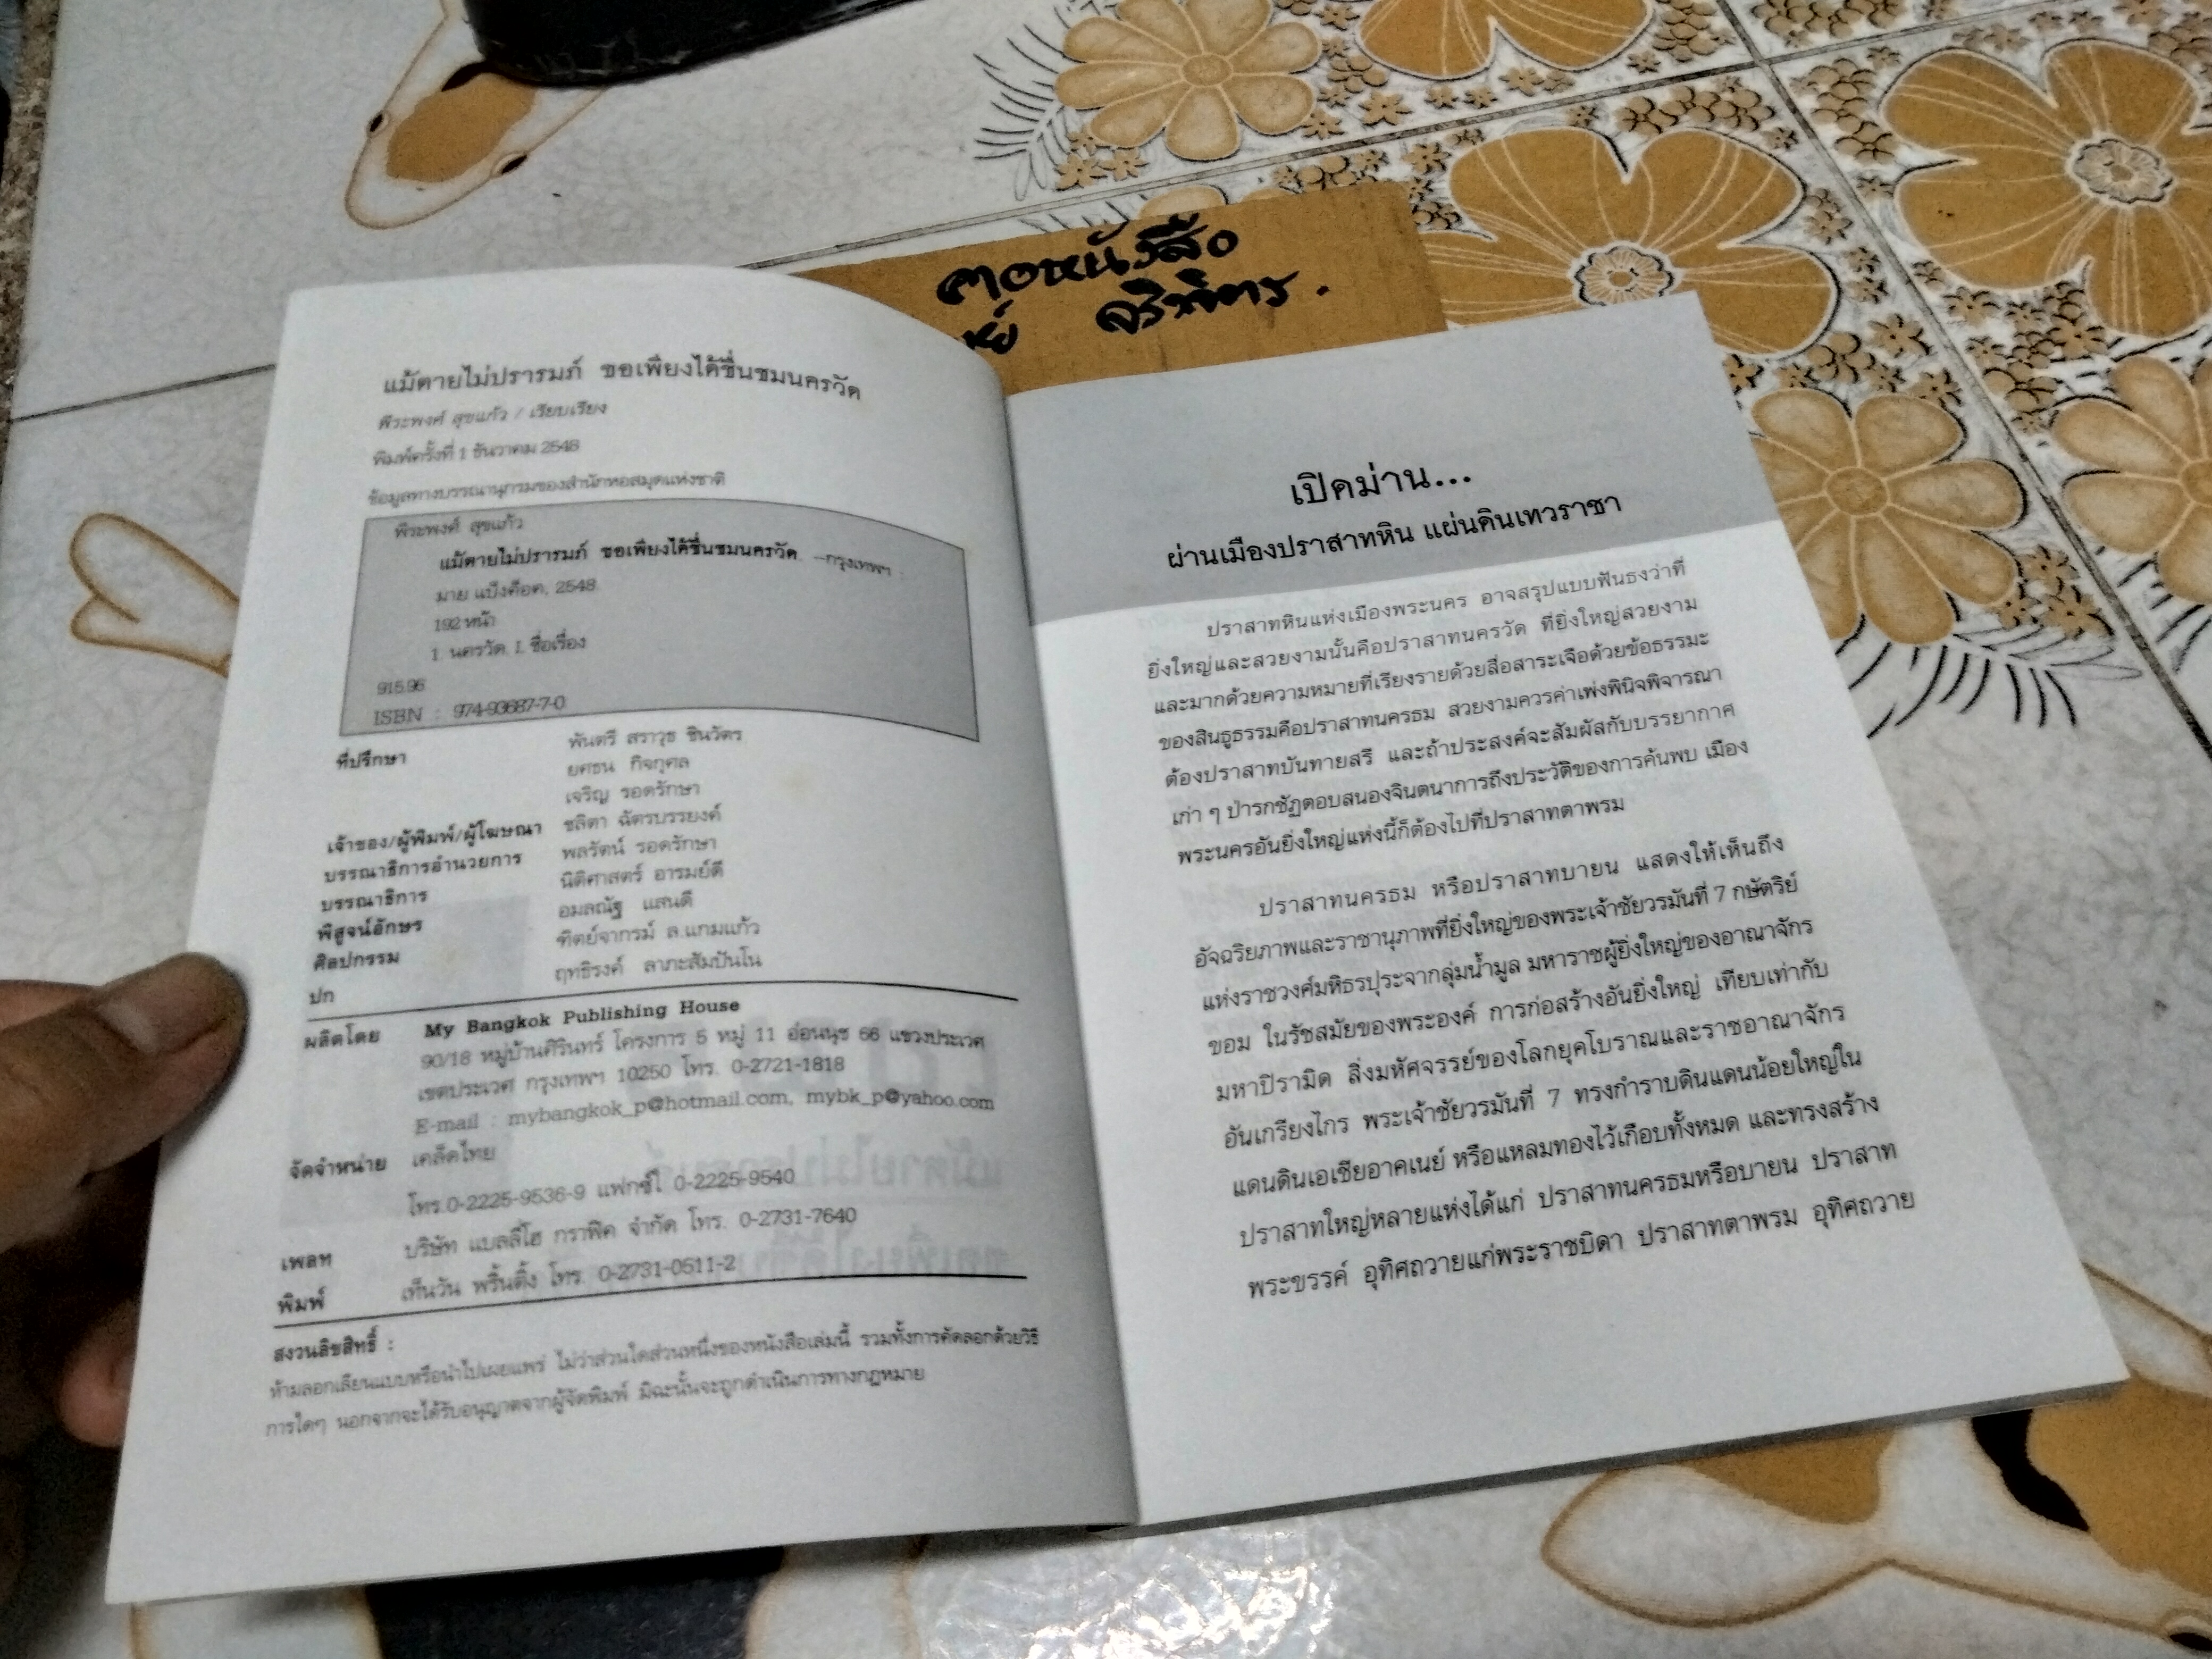 คอหนังสือ
แม้ตายไม่ปรารมภ์ ขอเพียงได้ชื่นชมนครวัด
พีระพงศ์ สุขแก้ว / เรียบเรียง
พิมพ์ครั้งที่ 1 ธันวาคม 2548
ข้อมูลทางบรรณานุกรมของสำนักหอสมุดแห่งชาติ
พีระพงศ์ สุขแก้ว
แม้ตายไม่ปรารมภ์ ขอเพียงได้ชื่นชมนครวัด. --กรุงเทพฯ :
มาย แบ็งค็อค, 2548.
192 หน้า
1. นครวัด. I. ชื่อเรื่อง
915.96
ISBN : 974-93687-7-0
ที่ปรึกษา พันตรี สราวุธ ชินวัตร
ยศธน กิจกุศล
เจริญ รอดรักษา
เจ้าของ/ผู้พิมพ์/ผู้โฆษณา ชลิตา ฉัตรบรรยงค์
บรรณาธิการอำนวยการ พลรัตน์ รอดรักษา
บรรณาธิการ นิติศาสตร์ อารมย์ดี
พิสูจน์อักษร อมลณัฐ แสนดี
ศิลปกรรม ฑิตย์จากรม์ ล.แกมแก้ว
ปก ฤทธิรงค์ ลาภะสัมปันโน
ผลิตโดย My Bangkok Publishing House
90/18 หมู่บ้านศิรินทร์ โครงการ 5 หมู่ 11 อ่อนนุช 66 แขวงประเวศ
เขตประเวศ กรุงเทพฯ 10250 โทร. 0-2721-1818
E-mail : mybangkok_p@hotmail.com, mybk_p@yahoo.com
จัดจำหน่าย เคล็ดไทย
โทร.0-2225-9536-9 แฟกซ์ไ 0-2225-9540
เพลท บริษัท แบลลีโฮ กราฟิค จำกัด โทร. 0-2731-7640
พิมพ์ เท็นวัน พริ้นติ้ง โทร. 0-2731-0511-2
สงวนลิขสิทธิ์ :
ห้ามลอกเลียนแบบหรือนำไปเผยแพร่ ไม่ว่าส่วนใดส่วนหนึ่งของหนังสือเล่มนี้ รวมทั้งการคัดลอกด้วยวิธี
การใดๆ นอกจากจะได้รับอนุญาตจากผู้จัดพิมพ์ มิฉะนั้นจะถูกดำเนินการทางกฎหมาย
เปิดม่าน...
ผ่านเมืองปราสาทหิน แผ่นดินเทวราชา
ปราสาทหินแห่งเมืองพระนคร อาจสรุปแบบฟันธงว่าที่
ยิ่งใหญ่และสวยงามนั้นคือปราสาทนครวัด ที่ยิ่งใหญ่สวยงาม
และมากด้วยความหมายที่เรียงรายด้วยสื่อสาระเจือด้วยข้อธรรมะ
ของสินธูธรรมคือปราสาทนครธม สวยงามควรค่าเพ่งพินิจพิจารณา
ต้องปราสาทบันทายสรี และถ้าประสงค์จะสัมผัสกับบรรยากาศ
เก่า ๆ ป่ารกชัฏตอบสนองจินตนาการถึงประวัติของการค้นพบ เมือง
พระนครอันยิ่งใหญ่แห่งนี้ก็ต้องไปที่ปราสาทตาพรม
ปราสาทนครธม หรือปราสาทบายน แสดงให้เห็นถึง
อัจฉริยภาพและราชานุภาพที่ยิ่งใหญ่ของพระเจ้าชัยวรมันที่ 7 กษัตริย์
แห่งราชวงศ์มหิธรปุระจากลุ่มน้ำมูล มหาราชผู้ยิ่งใหญ่ของอาณาจักร
ขอม ในรัชสมัยของพระองค์ การก่อสร้างอันยิ่งใหญ่ เทียบเท่ากับ
มหาปิรามิด สิ่งมหัศจรรย์ของโลกยุคโบราณและราชอาณาจักร
อันเกรียงไกร พระเจ้าชัยวรมันที่ 7 ทรงกำราบดินแดนน้อยใหญ่ใน
แดนดินเอเชียอาคเนย์ หรือแหลมทองไว้เกือบทั้งหมด และทรงสร้าง
ปราสาทใหญ่หลายแห่งได้แก่ ปราสาทนครธมหรือบายน ปราสาท
พระขรรค์ อุทิศถวายแก่พระราชบิดา ปราสาทตาพรม อุทิศถวาย